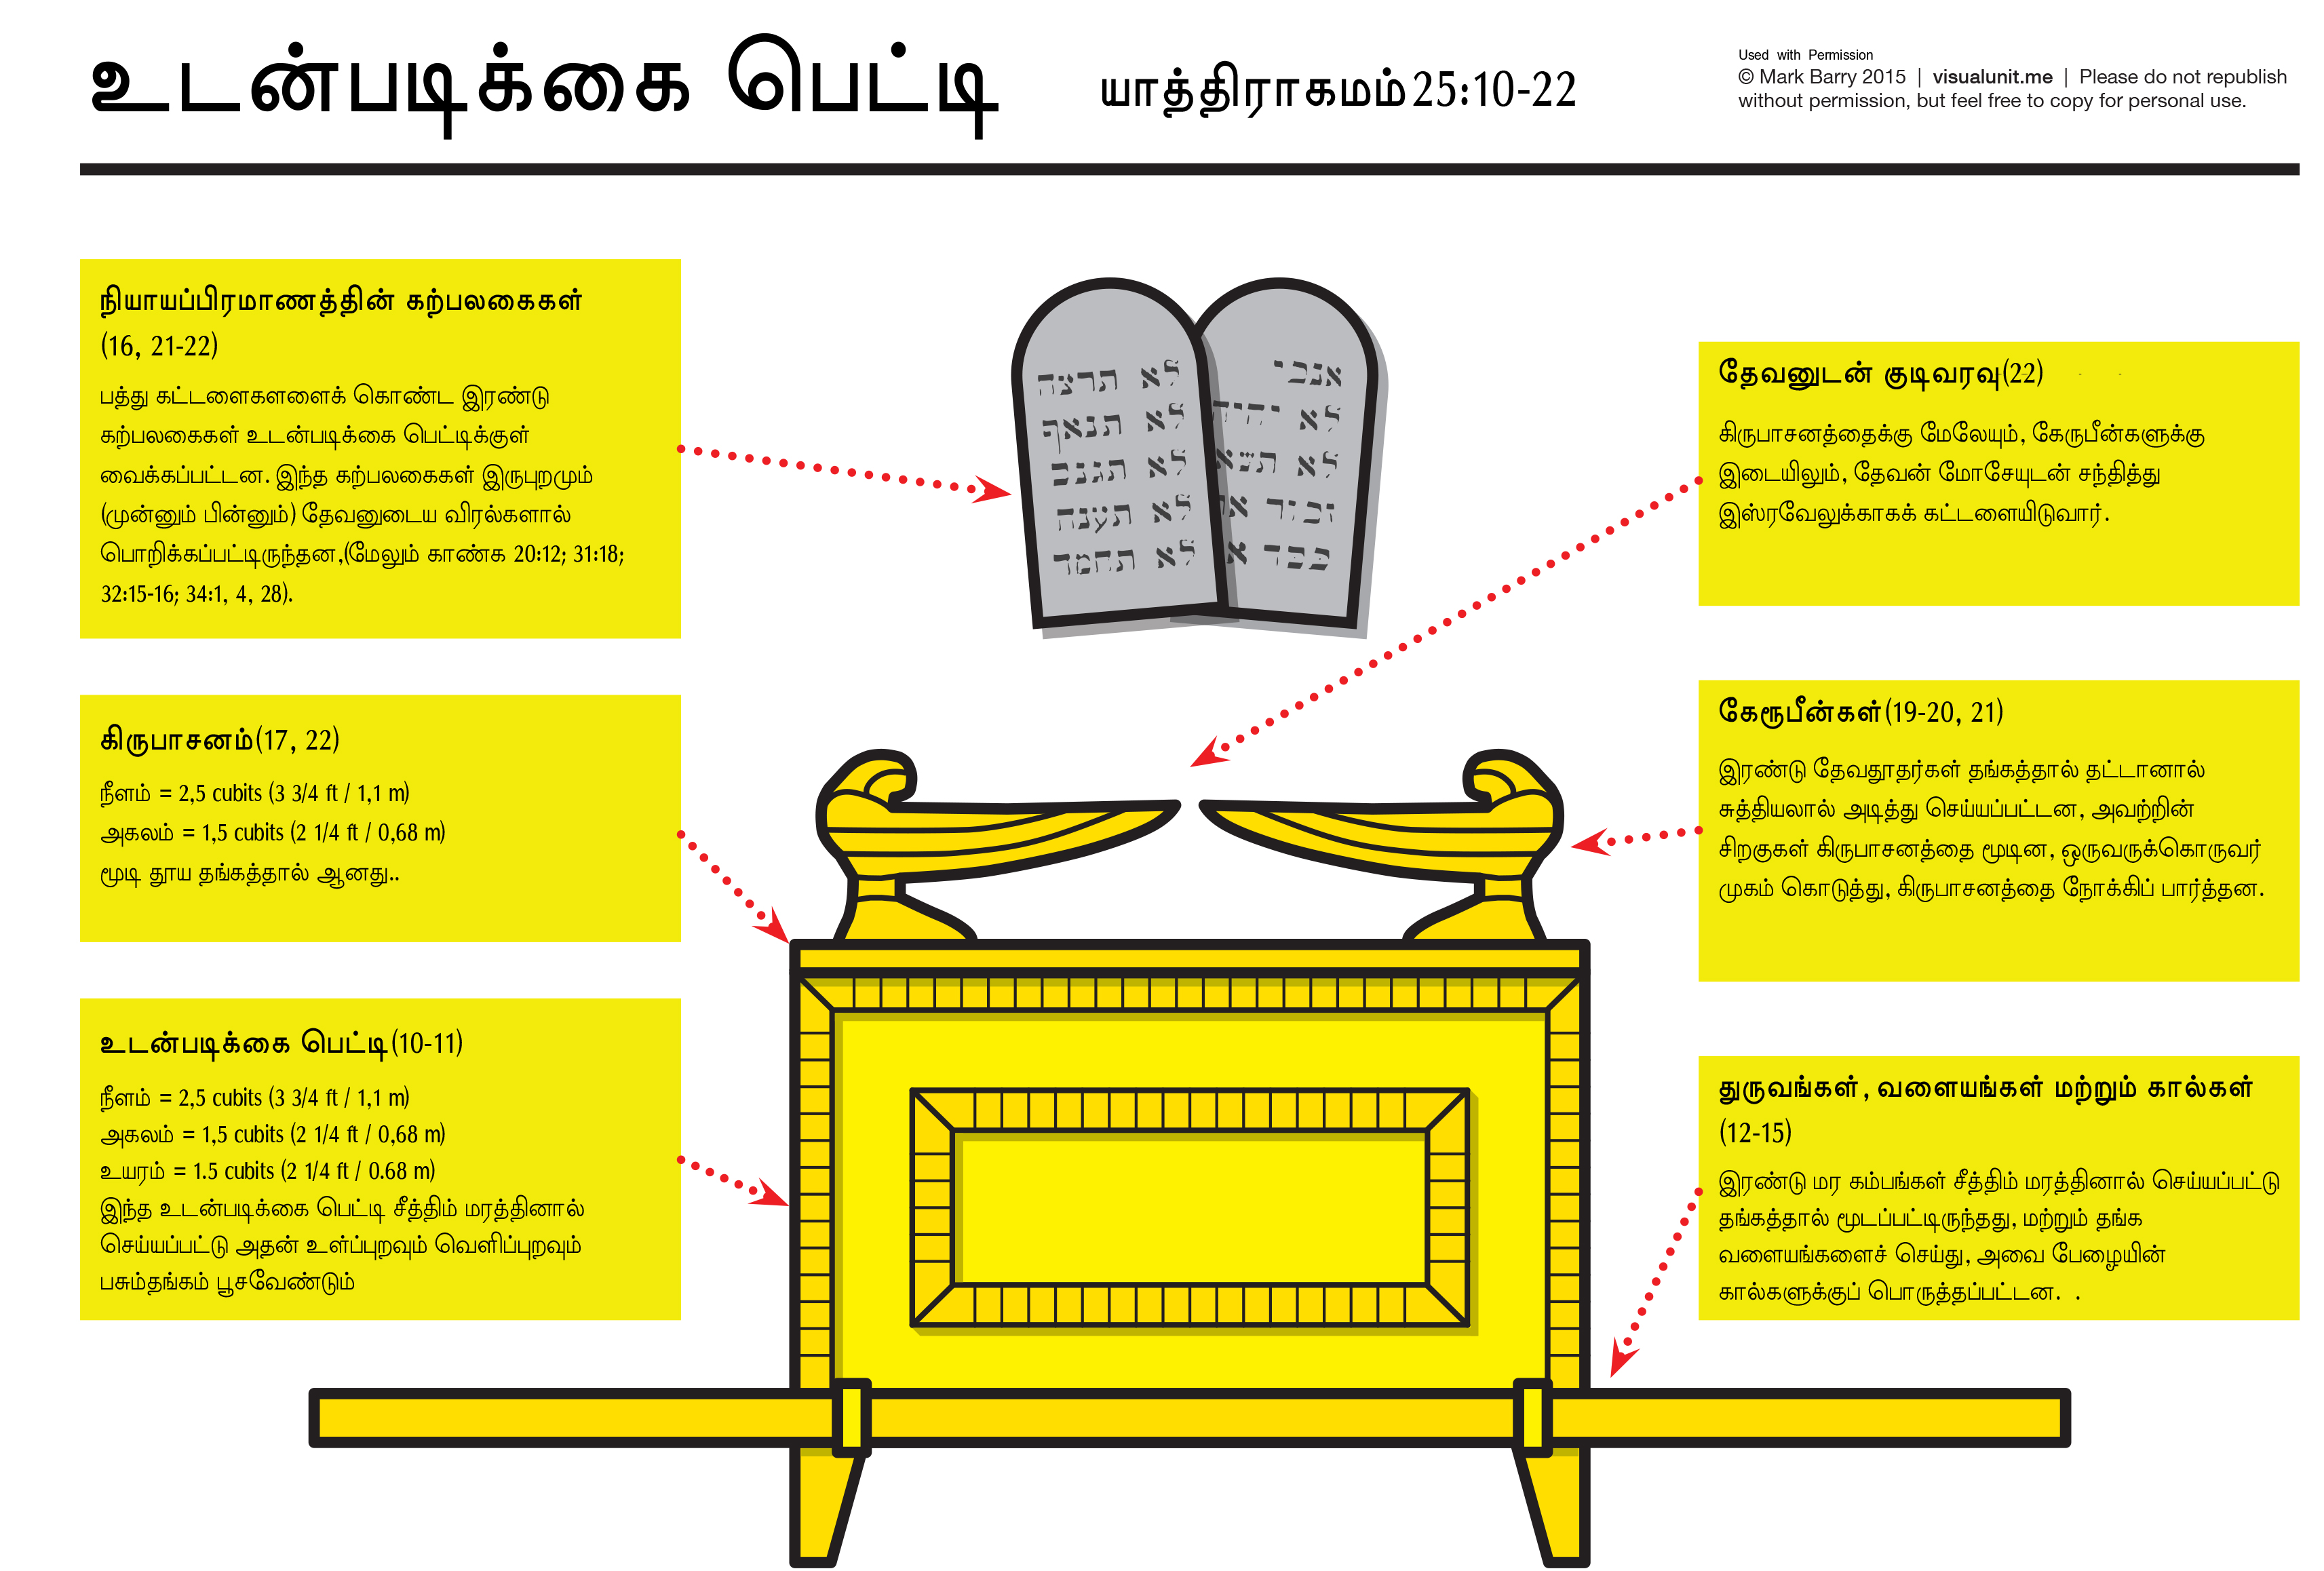 உடன்படிக்கை பெட்டி யாத்திராகமம் 25:10-22
Used with Permission
© Mark Barry 2015 | visualunit.me | Please do not republish
without permission, but feel free to copy for personal use.
நியாயப்பிரமாணத்தின் கற்பலகைகள்
(16, 21-22)
பத்து கட்டளைகளளைக் கொண்ட இரண்டு
கற்பலகைகள் உடன்படிக்கை பெட்டிக்குள்
வைக்கப்பட்டன. இந்த கற்பலகைகள் இருபுறமும்
(முன்னும் பின்னும்) தேவனுடைய விரல்களால்
பொறிக்கப்பட்டிருந்தன,(மேலும் காண்க 20:12; 31:18;
32:15-16; 34:1, 4, 28).
கிருபாசனம்(17, 22)
நீளம் = 2,5 cubits (3 3/4 ft / 1,1 m)
அகலம் = 1,5 cubits (2 1/4 ft / 0,68 m)
மூடி தூய தங்கத்தால் ஆனது..
உடன்படிக்கை பெட்டி(10-11)
நீளம் = 2,5 cubits (3 3/4 ft / 1,1 m)
அகலம் = 1,5 cubits (2 1/4 ft / 0,68 m)
உயரம் = 1.5 cubits (2 1/4 ft / 0.68 m)
இந்த உடன்படிக்கை பெட்டி சீத்திம் மரத்தினால்
செய்யப்பட்டு அதன் உள்ப்புறவும் வெளிப்புறவும்
பசும்தங்கம் பூசவேண்டும்
לא תרצח
לא תנאף
לא תגנב
לא תענה
לא תחמד
אנכי
לא יהיה
לא תשא
זכור
כבד
தேவனுடன் குடிவரவு(22)
கிருபாசனத்தைக்கு மேலேயும், கேருபீன்களுக்கு
இடையிலும், தேவன் மோசேயுடன் சந்தித்து
இஸ்ரவேலுக்காகக் கட்டளையிடுவார்.
கேரூபீன்கள்(19-20, 21)
இரண்டு தேவதூதர்கள் தங்கத்தால் தட்டானால்
சுத்தியலால் அடித்து செய்யப்பட்டன, அவற்றின்
சிறகுகள் கிருபாசனத்தை மூடின, ஒருவருக்கொருவர்
முகம் கொடுத்து, கிருபாசனத்தை நோக்கிப் பார்த்தன.
துருவங்கள், வளையங்கள் மற்றும் கால்கள்
(12-15)
இரண்டு மர கம்பங்கள் சீத்திம் மரத்தினால் செய்யப்பட்டு
தங்கத்தால் மூடப்பட்டிருந்தது, மற்றும் தங்க
வளையங்களைச் செய்து, அவை பேழையின்
கால்களுக்குப் பொருத்தப்பட்டன. .